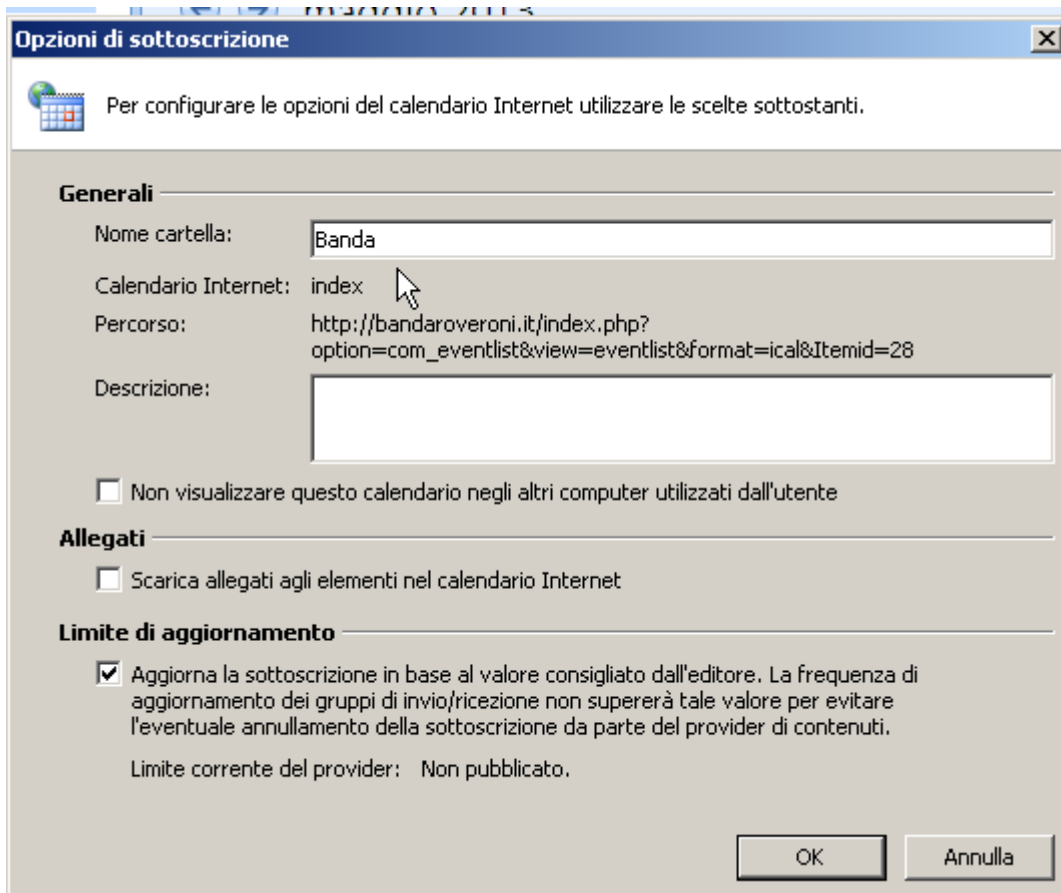 maggio 2013
Opzioni di sottoscrizione
Per configurare le opzioni del calendario Internet utilizzare le scelte sottostanti.
Generali
Nome cartella: Banda
Calendario Internet: index
Percorso: http://bandaroveroni.it/index.php?
option=com_eventlist&view=eventlist&format=ical&Itemid=28
Descrizione:
Non visualizzare questo calendario negli altri computer utilizzati dall'utente
Allegati
Scarica allegati agli elementi nel calendario Internet
Limite di aggiornamento
Aggiorna la sottoscrizione in base al valore consigliato dall'editore. La frequenza di
aggiornamento dei gruppi di invio/ricezione non supererà tale valore per evitare
l'eventuale annullamento della sottoscrizione da parte del provider di contenuti.
Limite corrente del provider: Non pubblicato.
OK Annulla